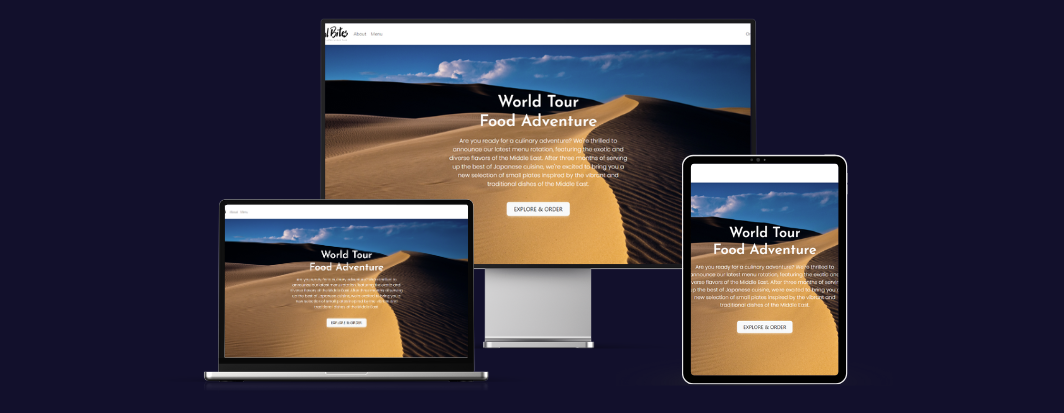 Bites About Menu
World Tour
Food Adventure
Are you ready for a culinary adventure? We're thrilled to
announce our latest menu rotation, featuring the exotic and
diverse flavors of the Middle East. After three months of serving
up the best of Japanese cuisine, we're excited to bring you a
new selection of small plates inspired by the vibrant and
traditional dishes of the Middle East.
EXPLORE & ORDER
World Tour
Food Adventure
EXPLORE & ORDER
World Tour
Food Adventure
Are you ready for a culinary adventure? We're thrilled to
announce our latest menu rotation, featuring the exotic and
diverse flavors of the Middle East. After three months of
up the best of Japanese cuisine, we're excited to bring you
new selection of small plates inspired by the vibrant and
traditional dishes of the Middle East.
EXPLORE & ORDER